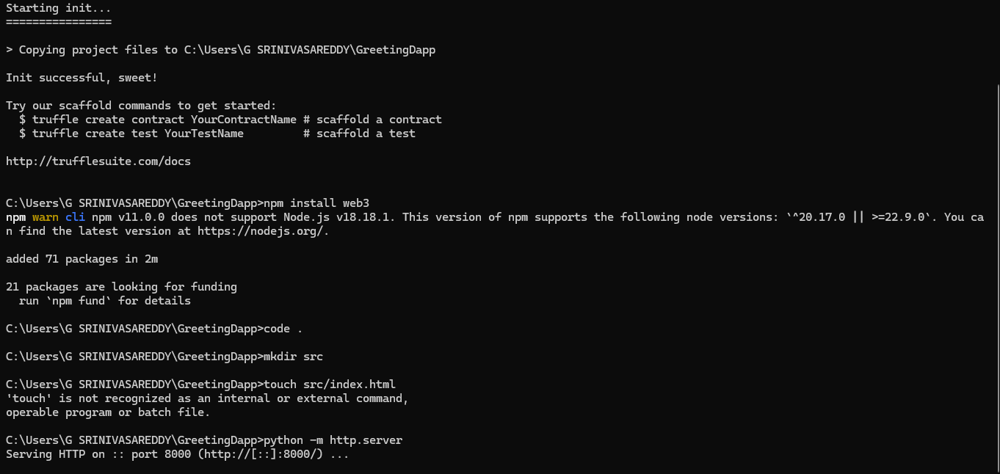 Starting init...
================
> Copying project files to C:\Users\G SRINIVASAREDDY\GreetingDapp
Init successful, sweet!
Try our scaffold commands to get started:
  $ truffle create contract YourContractName # scaffold a contract
  $ truffle create test YourTestName         # scaffold a test
http://trufflesuite.com/docs
C:\Users\G SRINIVASAREDDY\GreetingDapp>npm install web3
npm warn cli npm v11.0.0 does not support Node.js v18.18.1. This version of npm supports the following node versions: `^20.17.0 || >=22.9.0`. You ca
n find the latest version at https://nodejs.org/.
added 71 packages in 2m
21 packages are looking for funding
  run `npm fund` for details
C:\Users\G SRINIVASAREDDY\GreetingDapp>code .
C:\Users\G SRINIVASAREDDY\GreetingDapp>mkdir src
C:\Users\G SRINIVASAREDDY\GreetingDapp>touch src/index.html
'touch' is not recognized as an internal or external command,
operable program or batch file.
C:\Users\G SRINIVASAREDDY\GreetingDapp>python -m http.server
Serving HTTP on :: port 8000 (http://[::]:8000/) ...